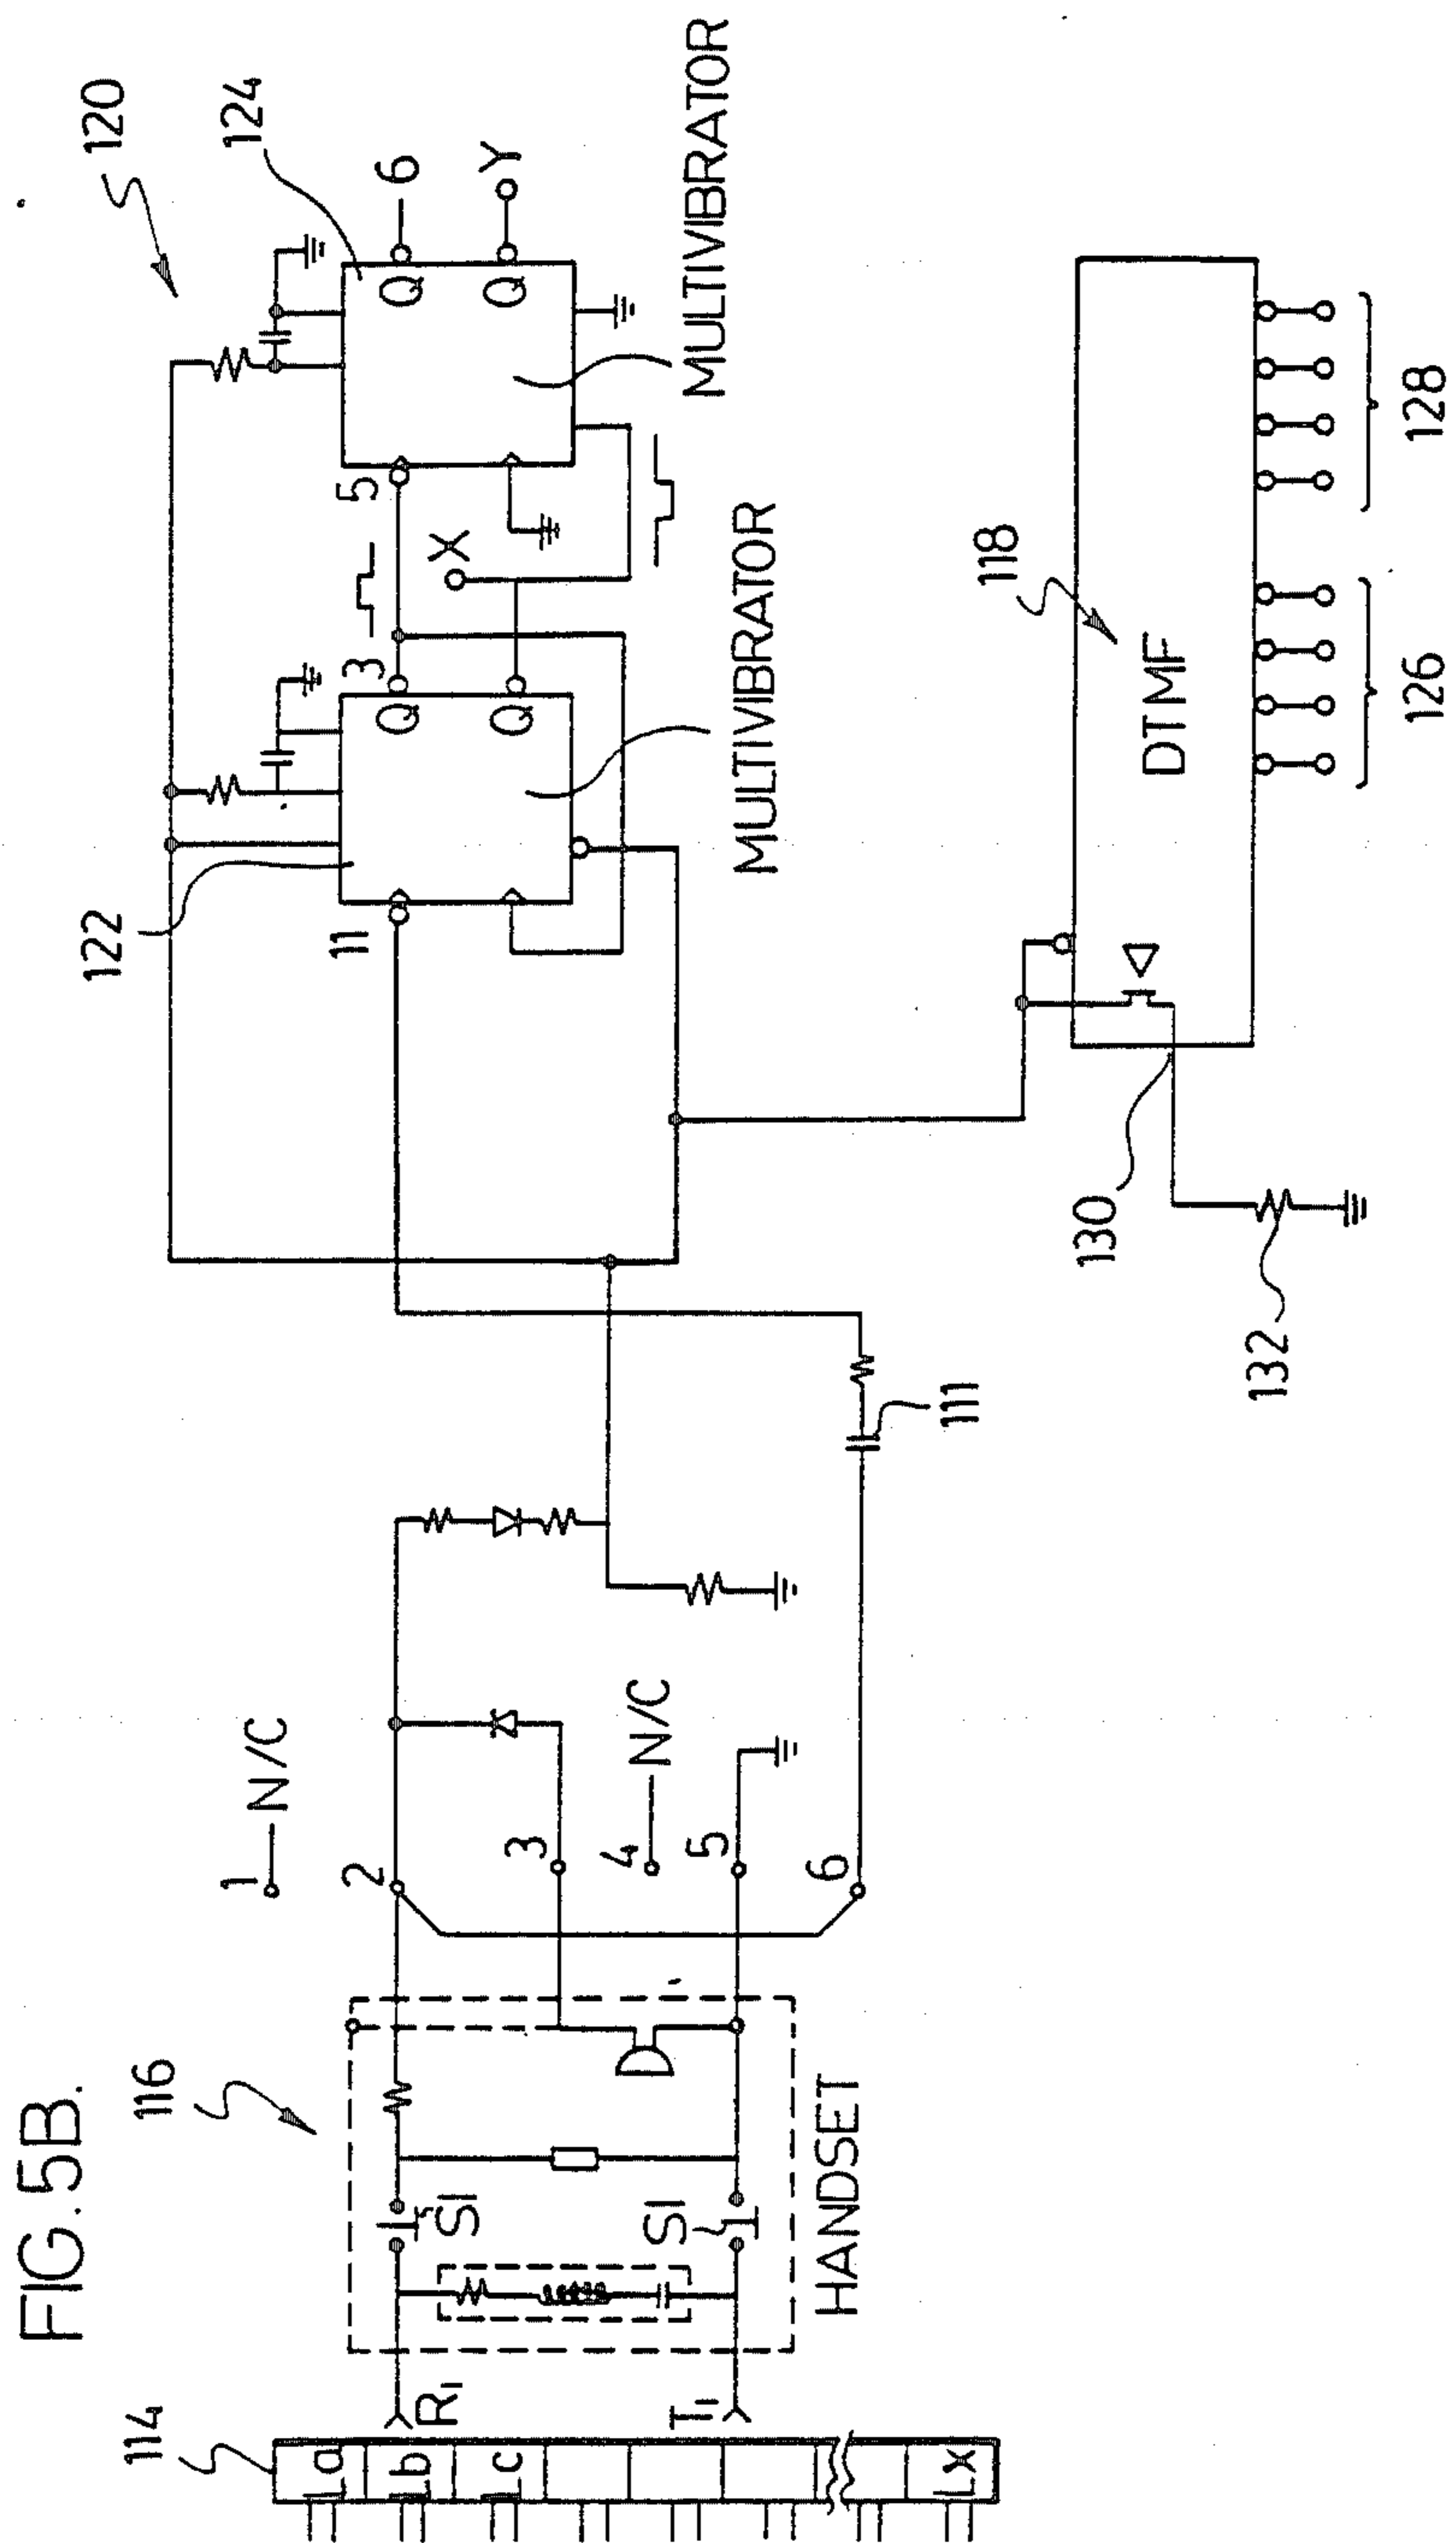 FIG. 5B.
114
La
Lb
Lc
Lx
R1
T1
116
S1
S1
HANDSET
1 N/C
2
3
4 N/C
5
6
111
120
122
11
3
Q
Q
MULTIVIBRATOR
X
5
124
Q
6
Q
Y
MULTIVIBRATOR
118
DTMF
130
132
126
128